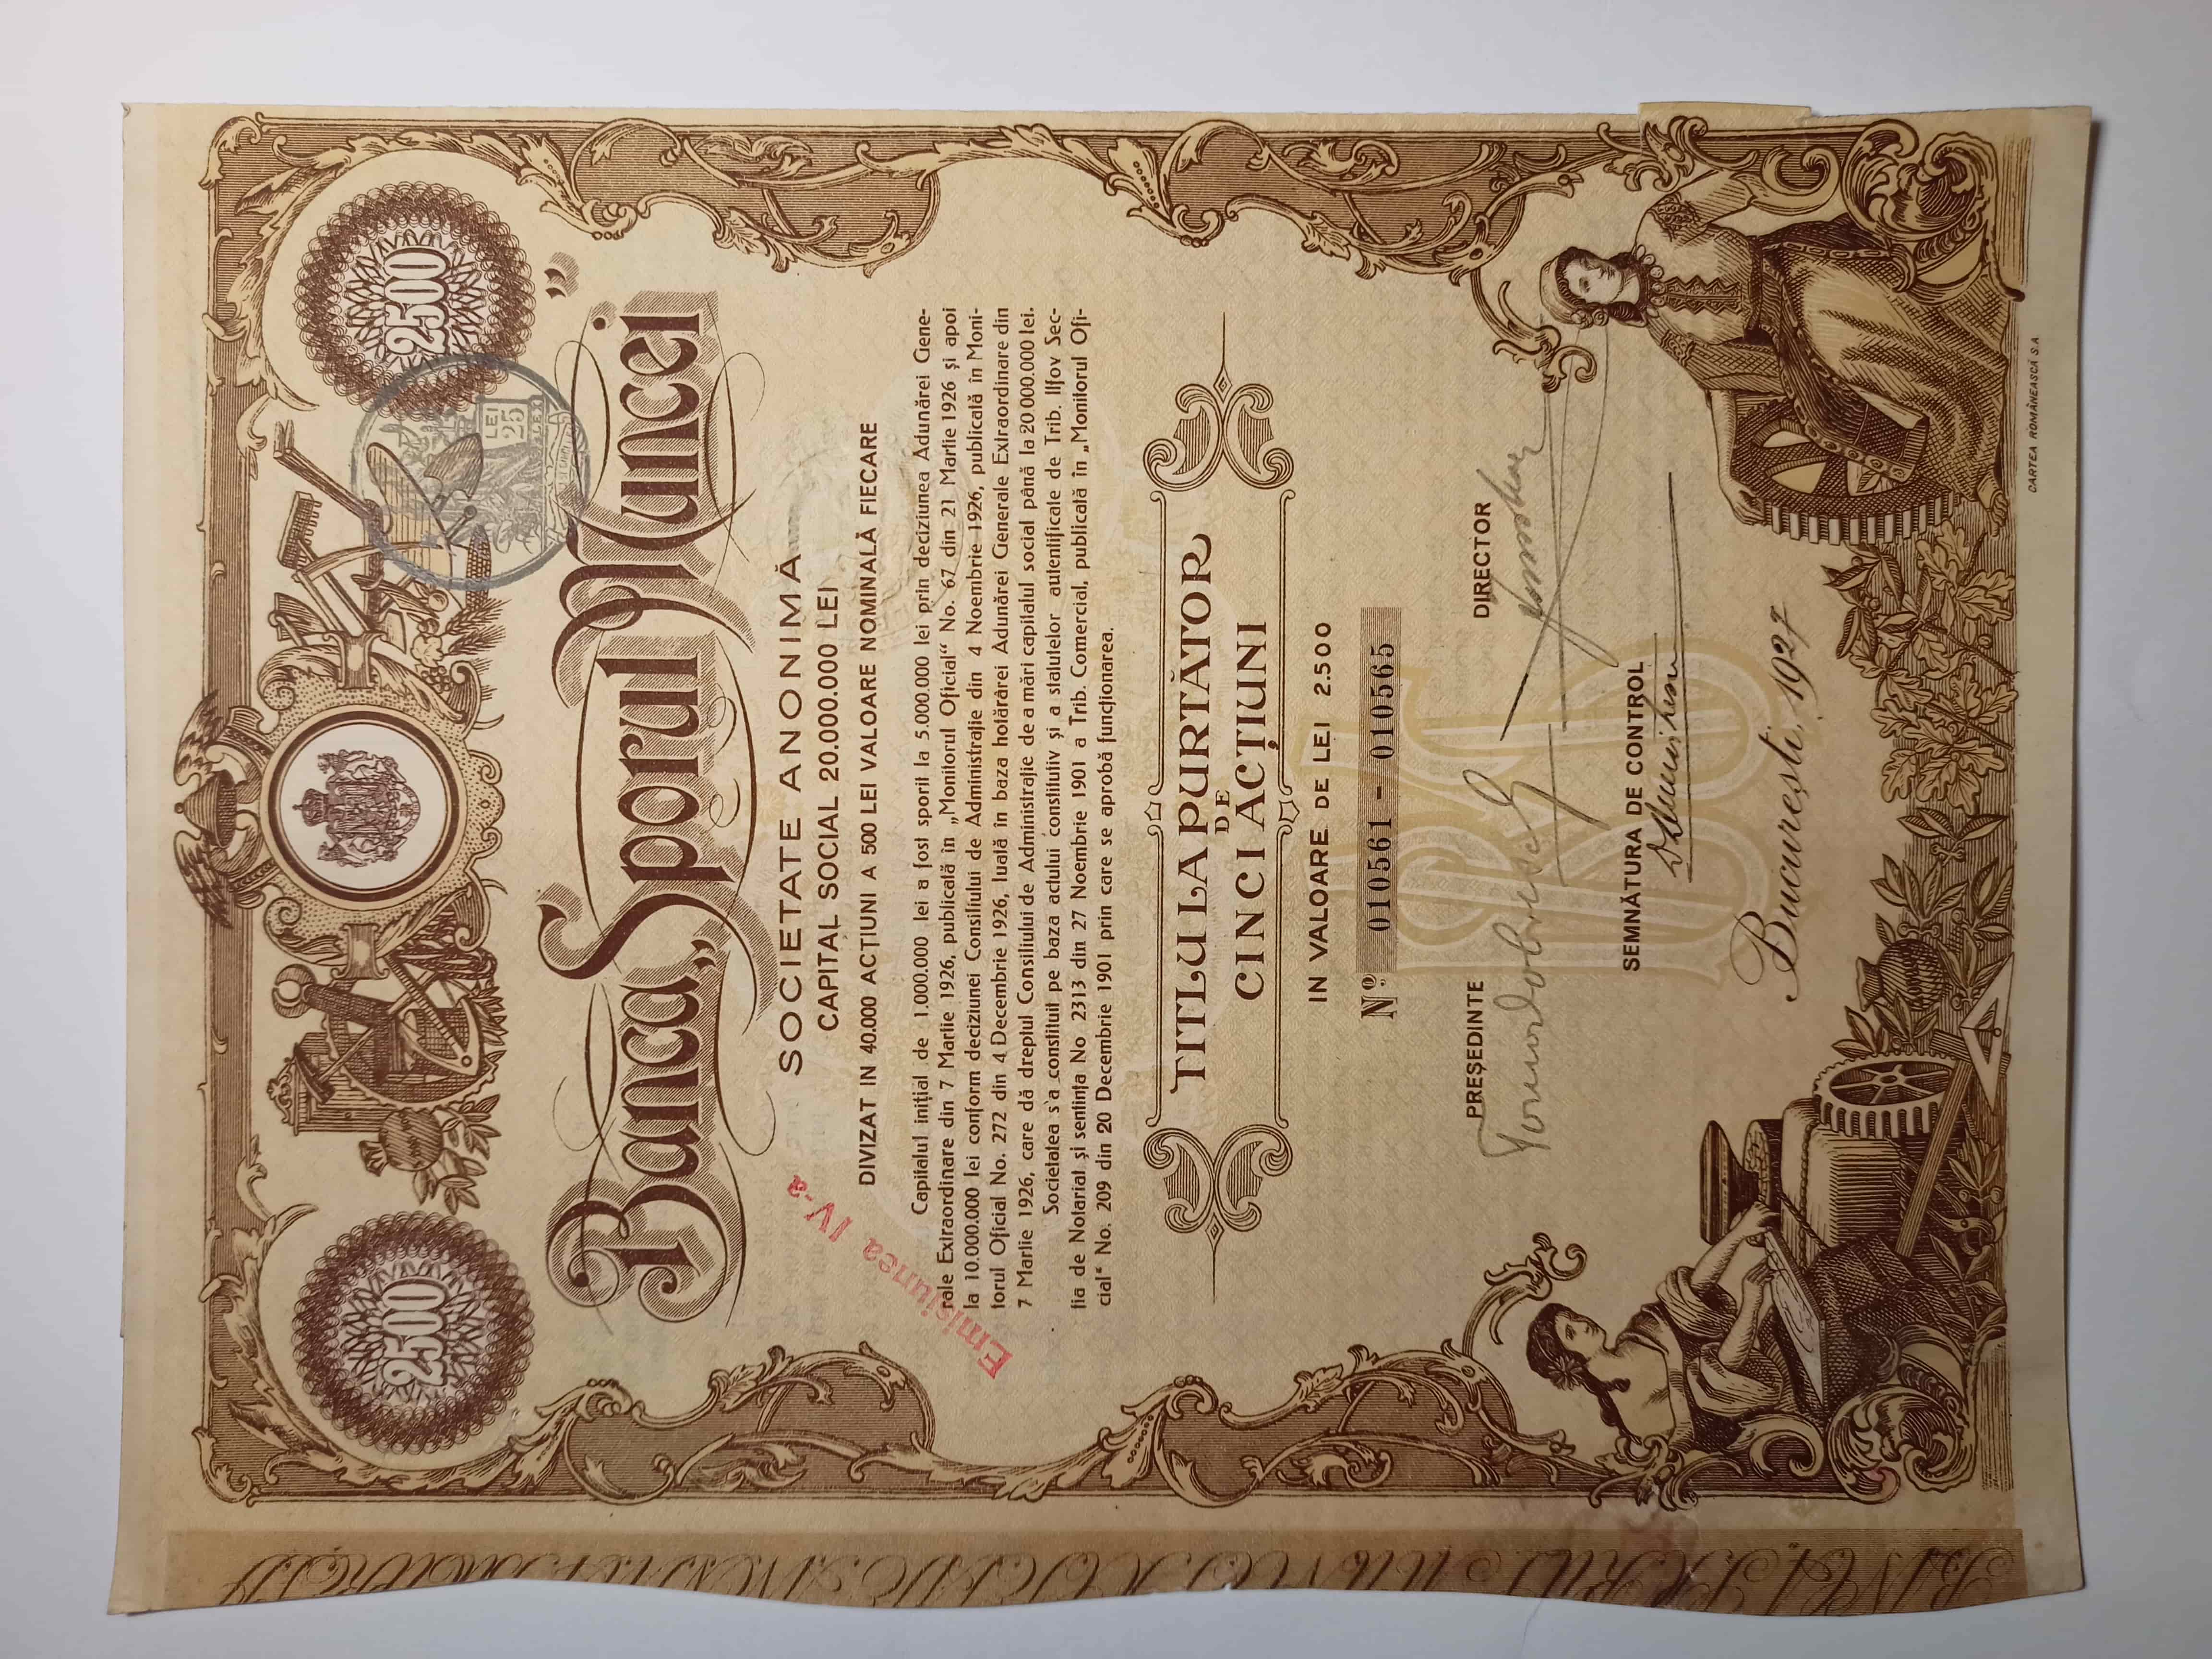 2500
2500
LEI
25
Banca „Sporul Muncei”
SOCIETATE ANONIMĂ
CAPITAL SOCIAL 20.000.000 LEI
DIVIZAT IN 40.000 ACȚIUNI A 500 LEI VALOARE NOMINALĂ FIECARE
Emisiunea IV-a
Capitalul inițial de 1.000.000 lei a fost sporit la 5.000.000 lei prin deciziunea Adunărei Gene-
rale Extraordinare din 7 Martie 1926, publicală în „Monitorul Oficial“ No. 67 din 21 Martie 1926 și apoi
la 10.000.000 lei conform deciziunei Consiliului de Administrație din 4 Noembrie 1926, publicată în Moni-
torul Oficial No. 272 din 4 Decembrie 1926, luată în baza hotărârei Adunărei Generale Extraordinare din
7 Martie 1926, care dă dreptul Consiliului de Administrație de a mări capitalul social până la 20.000.000 lei.
Societatea s'a constituit pe baza actului constitutiv și a statutelor autentificate de Trib. Ilfov Sec-
ția de Notariat și sentința No 2313 din 27 Noembrie 1901 a Trib. Comercial, publicată în „Monitorul Ofi-
cial“ No. 209 din 20 Decembrie 1901 prin care se aprobă funcționarea.
TITLU LA PURTĂTOR
DE
CINCI ACȚIUNI
IN VALOARE DE LEI 2.500
Nº. 010561 - 010565
PREȘEDINTE
DIRECTOR
SEMNĂTURA DE CONTROL
București, 1927
CARTEA ROMÂNEASCĂ S.A